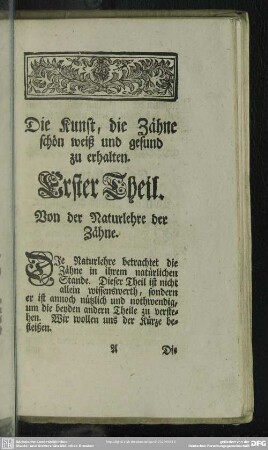 Die Kunst, die Zähne
schön weiß und gesund
zu erhalten.
Erster Theil.
Von der Naturlehre der
Zähne.
Die Naturlehre betrachtet die
Zähne in ihrem natürlichen
Stande. Dieser Theil ist nicht
allein wissenswerth, sondern
er ist annoch nützlich und nothwendig,
um die beyden andern Theile zu verste-
hen. Wir wollen uns der Kürze be-
fleißen.
A Die
DFG